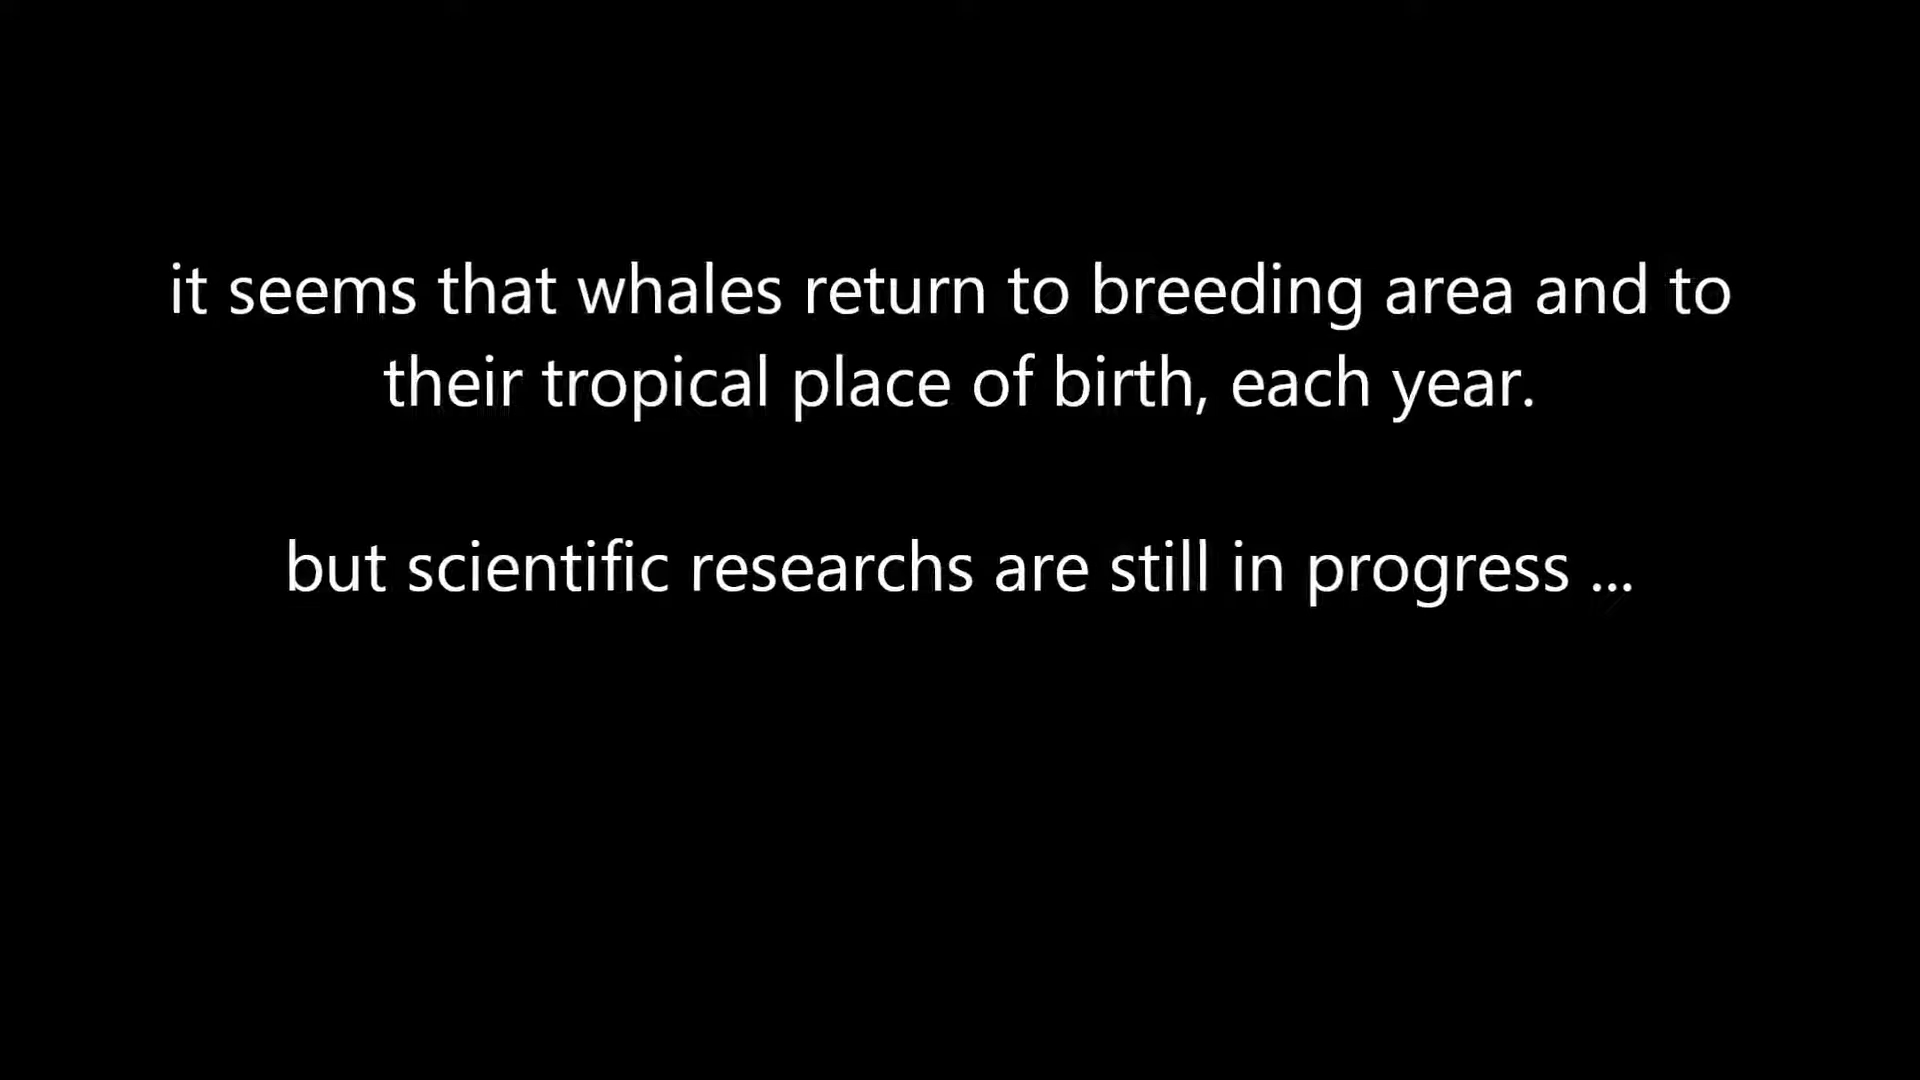 it seems that whales return to breeding area and to
their tropical place of birth, each year.
but scientific researchs are still in progress ...